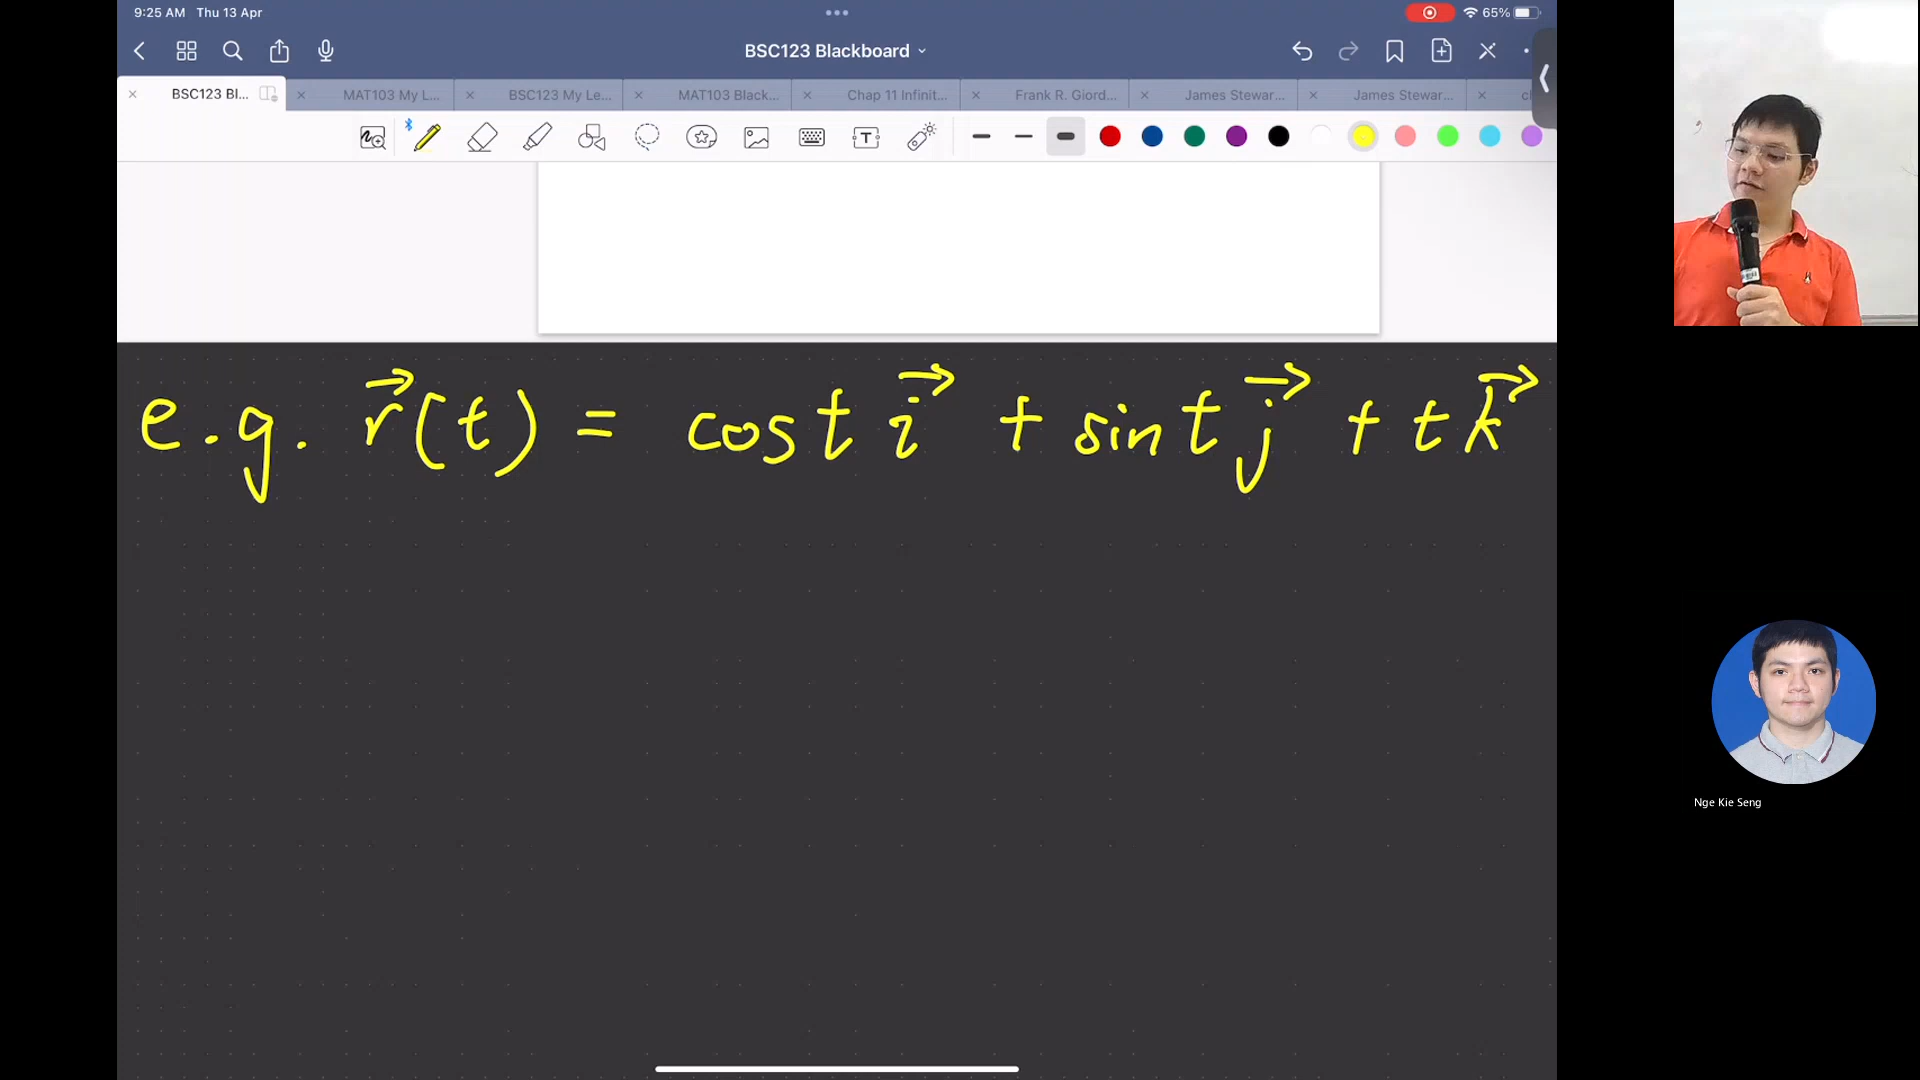 9:25 AM Thu 13 Apr
65%
BSC123 Blackboard
BSC123 Bl...
MAT103 My L...
BSC123 My Le...
MAT103 Black...
Chap 11 Infinit...
Frank R. Giord...
James Stewar...
James Stewar...
T
e.g. r⃗(t) = cos t i⃗ + sin t j⃗ + t k⃗
Nge Kie Seng